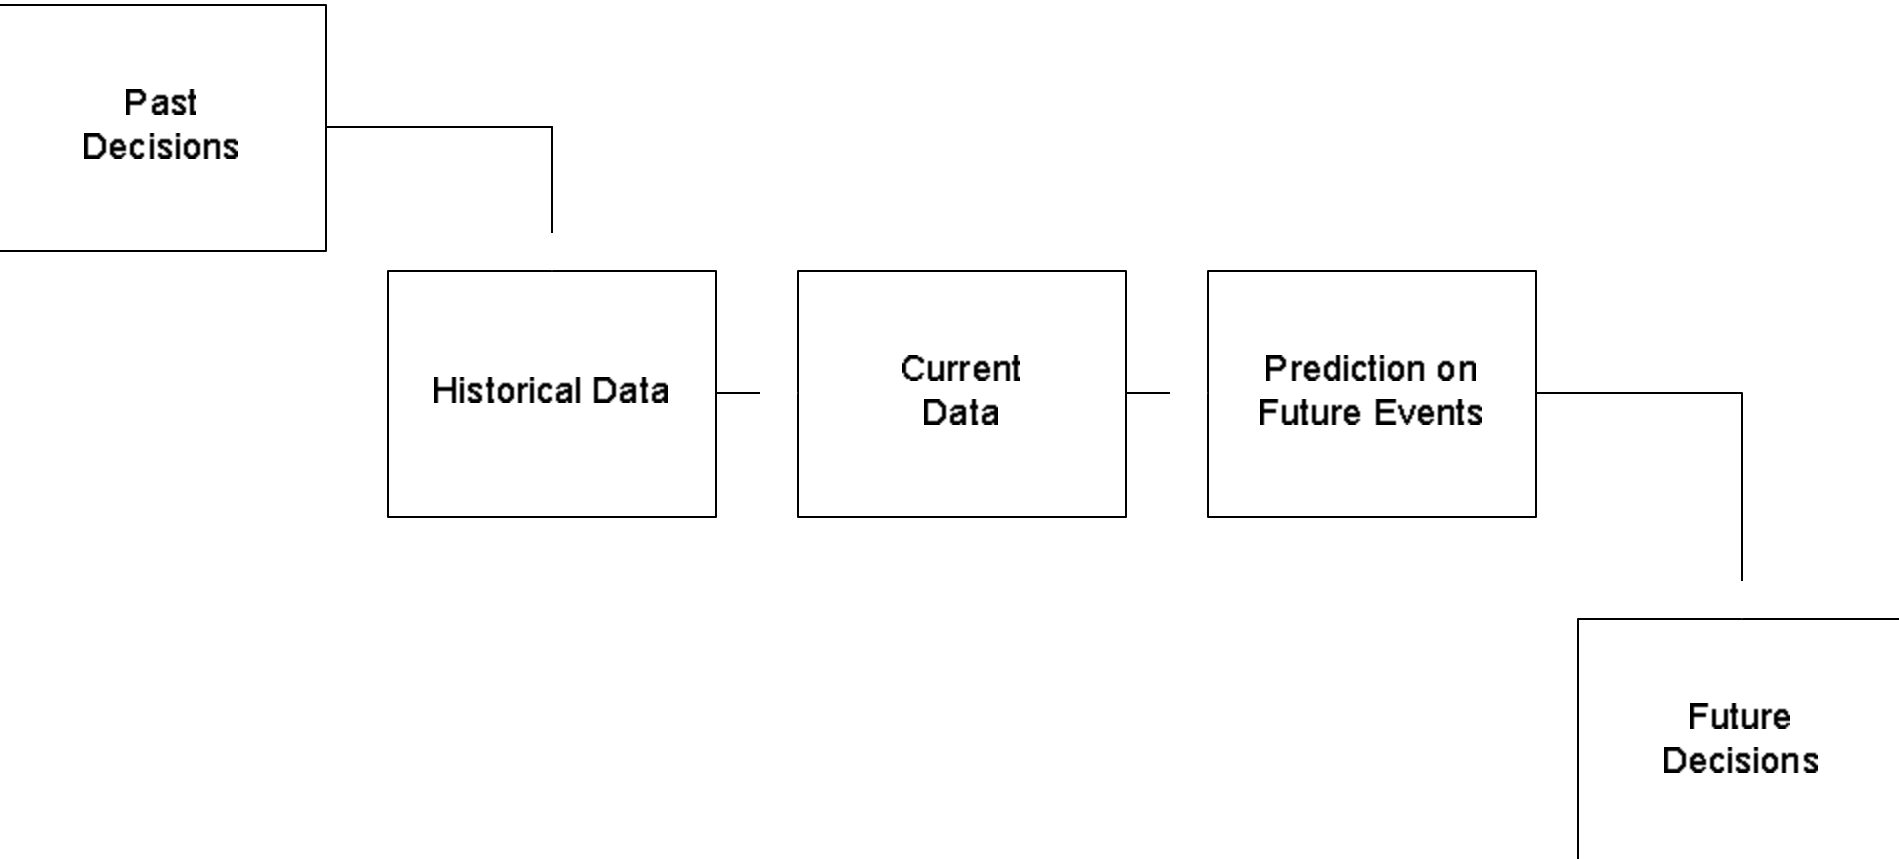 Past
Decisions
Historical Data
Current
Data
Prediction on
Future Events
Future
Decisions